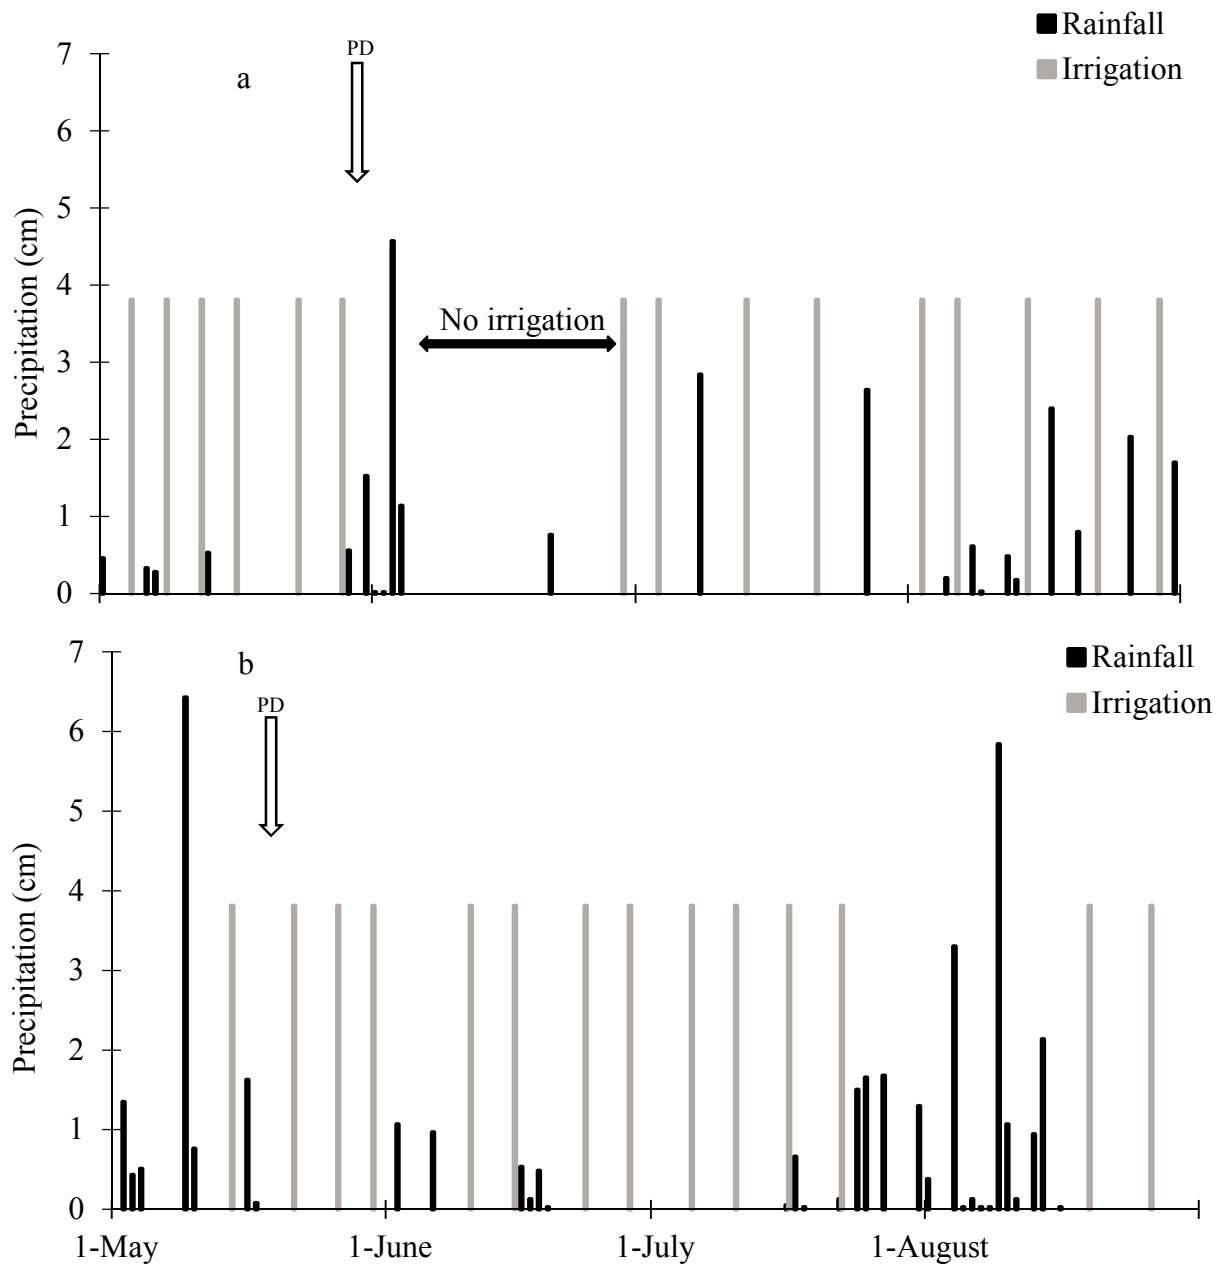 Rainfall
Irrigation
PD
a
7
6
5
4
3
2
1
0
Precipitation (cm)
No irrigation
Rainfall
Irrigation
b
PD
7
6
5
4
3
2
1
0
Precipitation (cm)
1-May 1-June 1-July 1-August